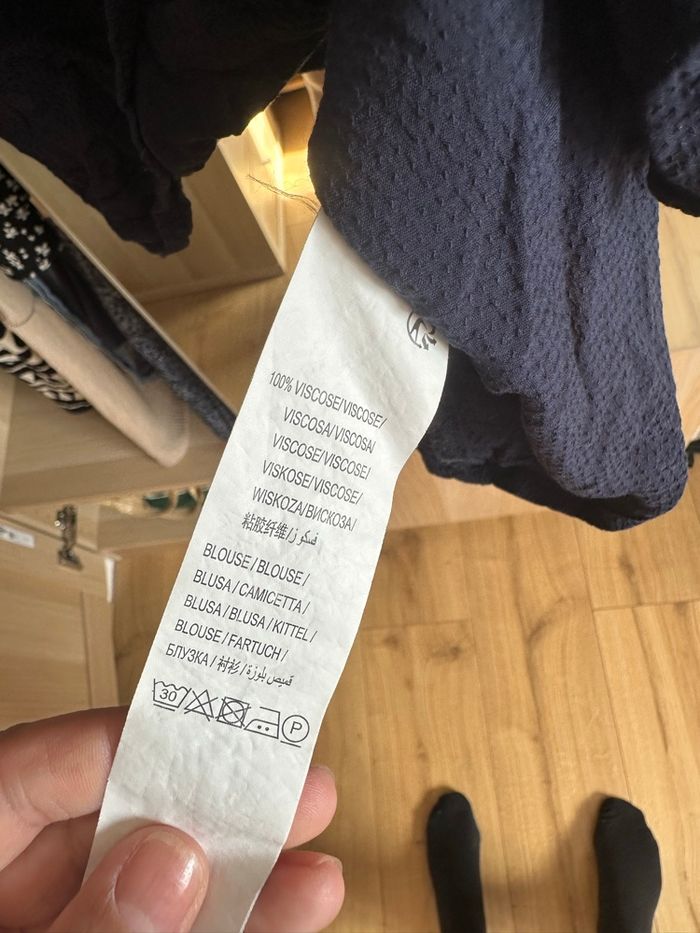 100% VISCOSE/VISCOSE/
VISCOSA/VISCOSA/
VISCOSE/VISCOSE/
VISKOSE/VISCOSE/
WISKOZA/ВИСКОЗА/
粘胶纤维/فسكوز/
BLOUSE / BLOUSE /
BLUSA / CAMICETTA /
BLUSA / BLUSA / KITTEL /
BLOUSE / FARTUCH /
БЛУЗКА / 衬衫 / قميص بلوزة
30 P